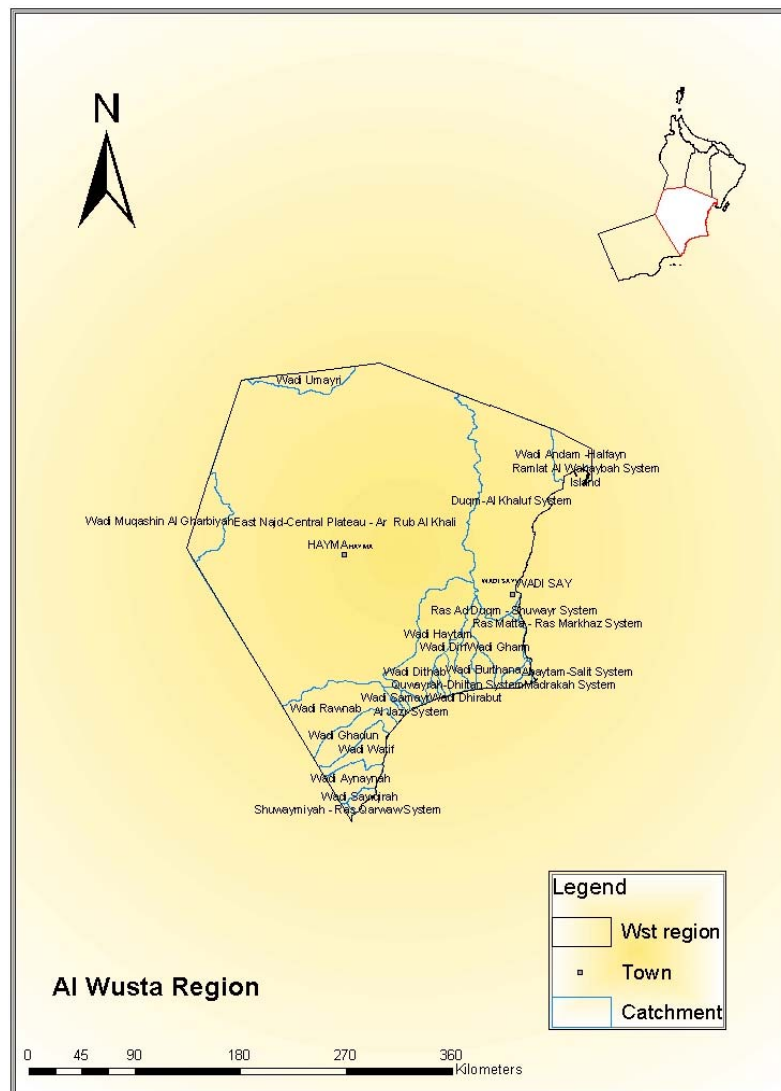 N
Wadi Umayri
Wadi Andam -Halfayn
Ramlat Al Wahaybah System
Island
Duqm-Al Khaluf System
Wadi Muqashin Al Gharbiyah
East Najd-Central Plateau - Ar Rub Al Khali
HAYMA
HAYMA
WADI SAY
WADI SAY
Ras Ad Duqm - Shuwayr System
Ras Matta - Ras Markhaz System
Wadi Haytam
Wadi Dirf
Wadi Gharm
Wadi Dithab
Wadi Burthana
Quwayrah-Dhilfan System
Madrakah System
Wadi Dhirabut
Wadi Rawnab
Al Jazir System
Wadi Ghadun
Wadi Watif
Wadi Aynaynah
Wadi Sawqirah
Shuwaymiyah - Ras Qarwaw System
Legend
Wst region
Town
Catchment
Al Wusta Region
0 45 90 180 270 360
Kilometers